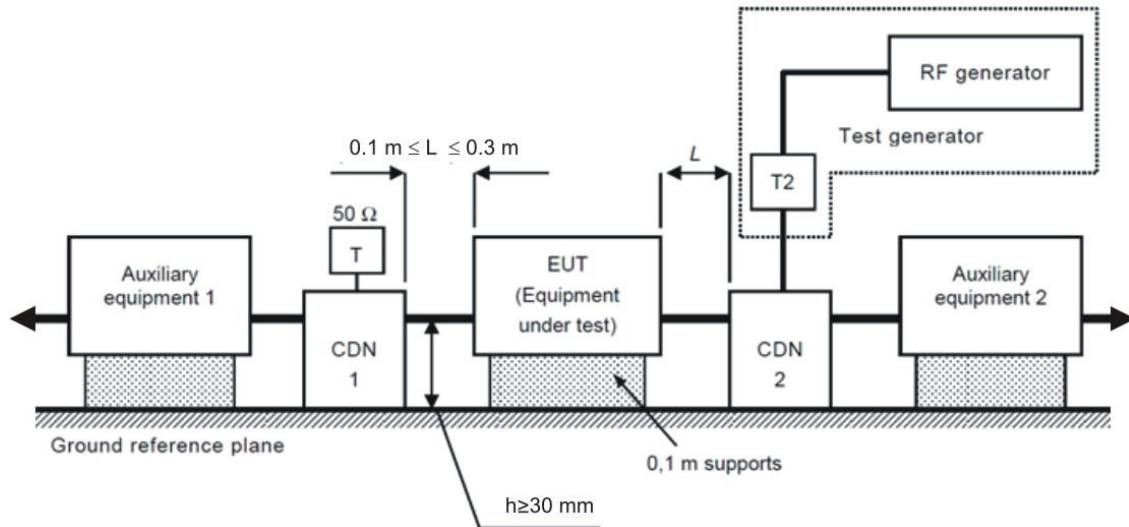 RF generator
Test generator
0.1 m ≤ L ≤ 0.3 m
L
T2
50 Ω
T
Auxiliary
equipment 1
EUT
(Equipment
under test)
Auxiliary
equipment 2
CDN
1
CDN
2
Ground reference plane
0,1 m supports
h≥30 mm